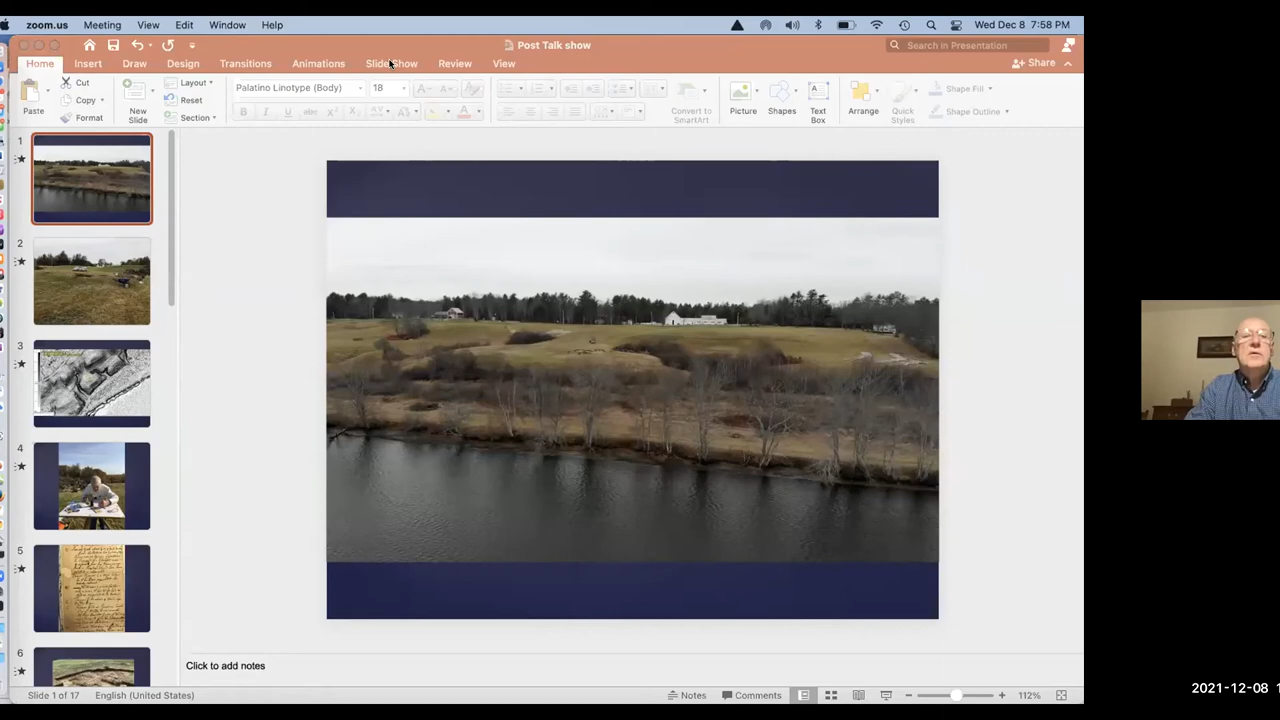 zoom.us Meeting View Edit Window Help Wed Dec 8 7:58 PM
Post Talk show Search in Presentation
Home Insert Draw Design Transitions Animations Slide Show Review View Share
Paste Cut Copy Format New Slide Layout Reset Section Palatino Linotype (Body) 18 Convert to SmartArt Picture Shapes Text Box Arrange Quick Styles Shape Fill Shape Outline
1
2
3
4
5
6
Click to add notes
Slide 1 of 17 English (United States) Notes Comments 112%
2021-12-08 1